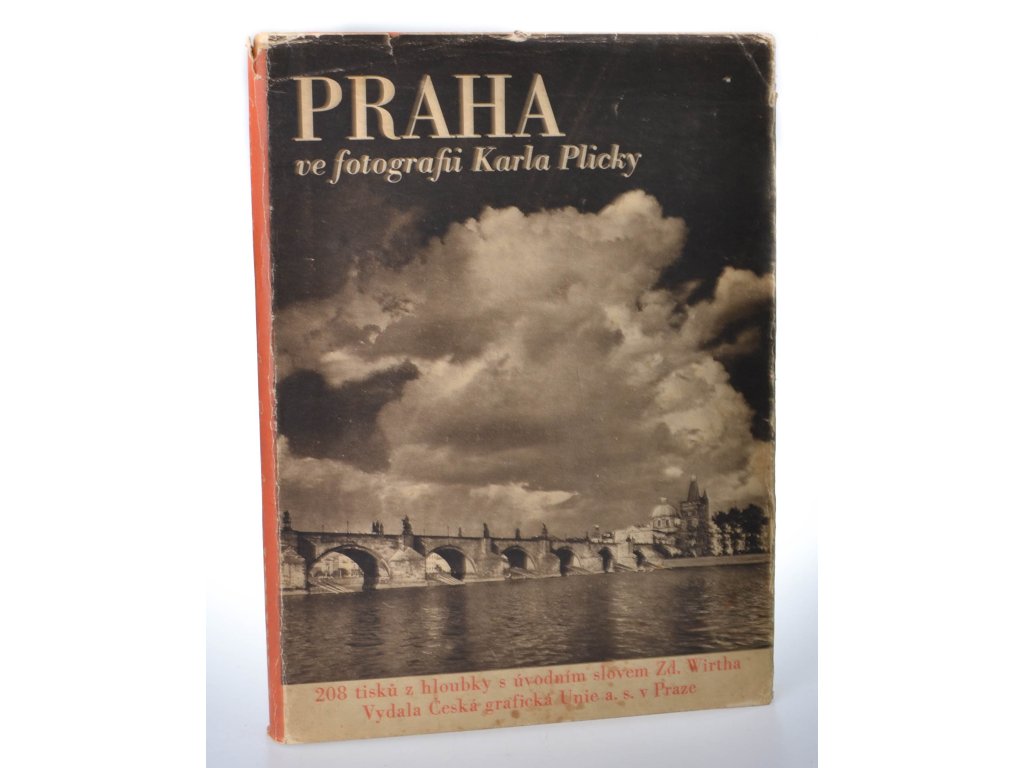 PRAHA
ve fotografii Karla Plicky
208 tisků z hloubky s úvodním slovem Zd. Wirtha
Vydala Česká grafická Unie a. s. v Praze